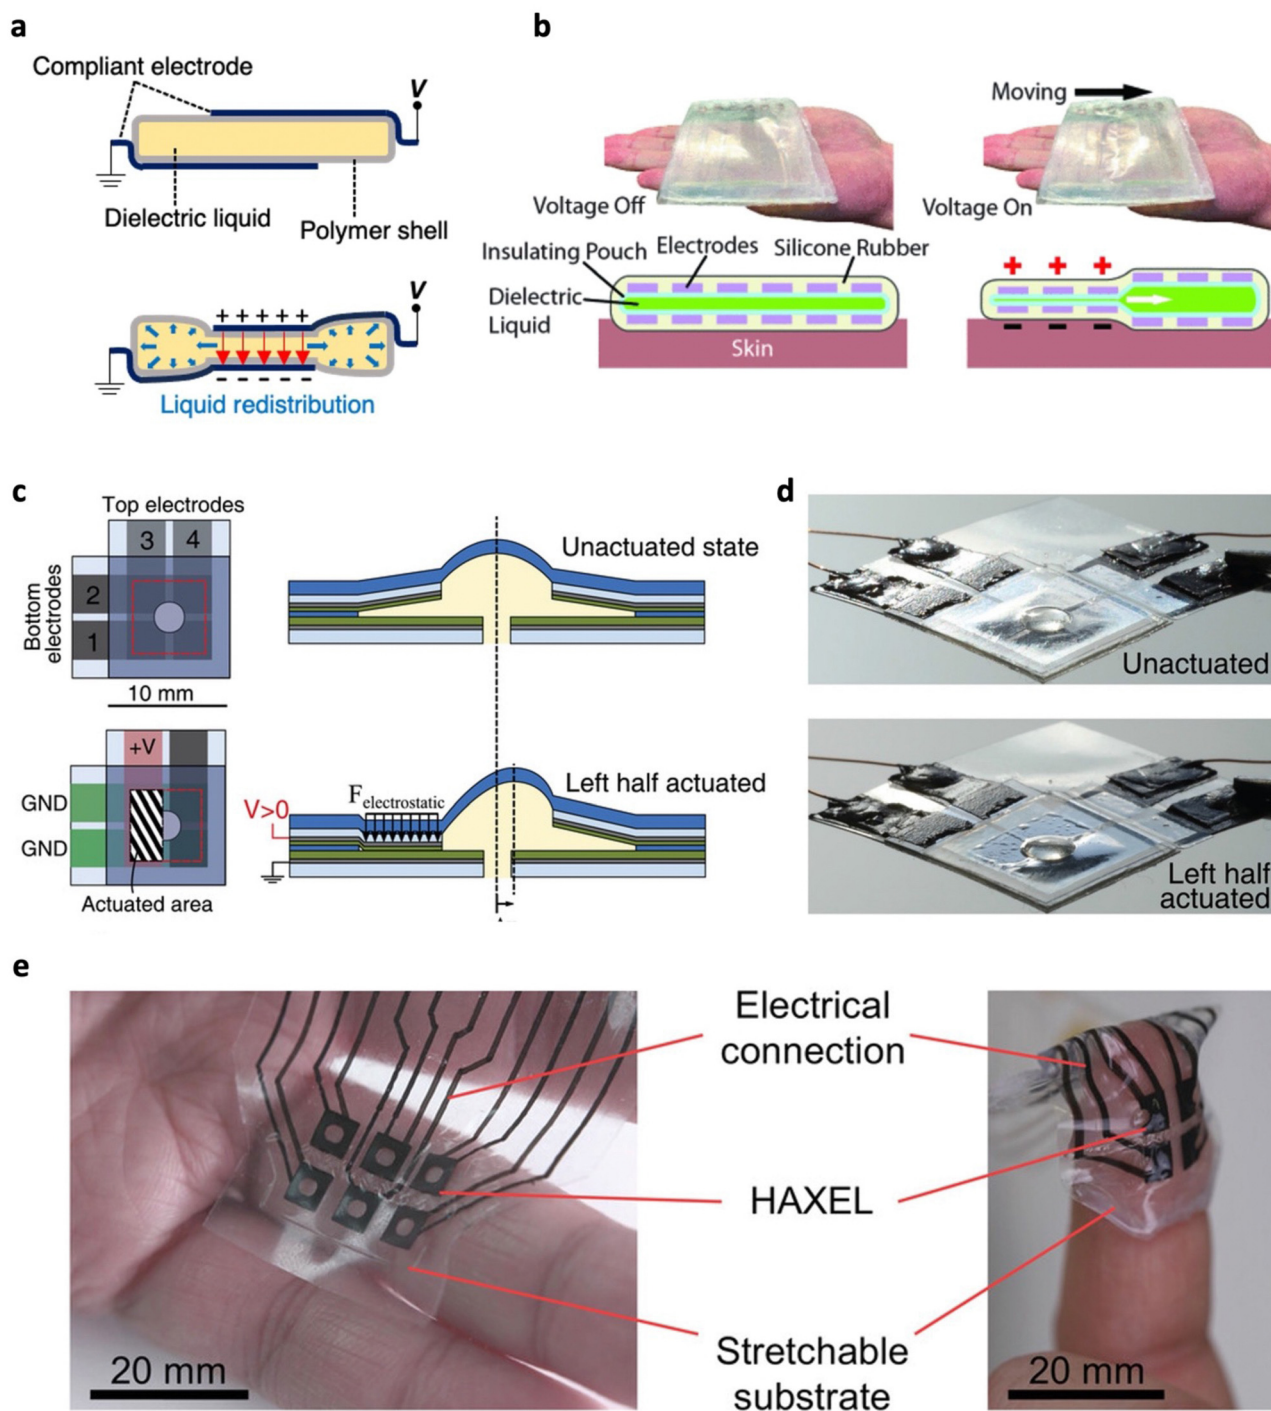 a
Compliant electrode
V
Dielectric liquid
Polymer shell
+ + + + +
V
- - - - -
Liquid redistribution
b
Moving
Voltage Off
Voltage On
Insulating Pouch
Electrodes
Silicone Rubber
Dielectric
Liquid
Skin
+ + +
- - -
c
Top electrodes
3 4
Bottom
electrodes
2
1
10 mm
Unactuated state
+V
GND
GND
Actuated area
V>0
Felectrostatic
Left half actuated
d
Unactuated
Left half
actuated
e
Electrical
connection
HAXEL
Stretchable
substrate
20 mm
20 mm